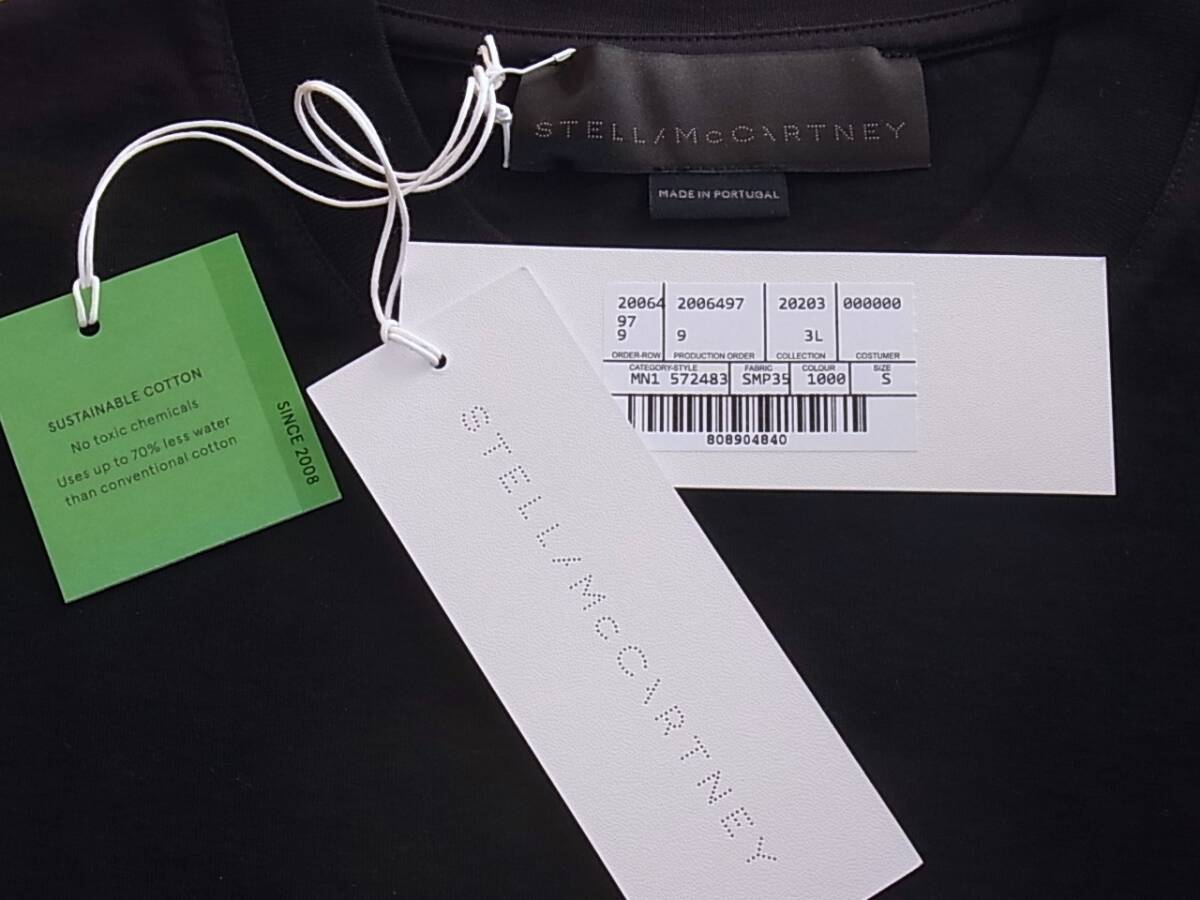 STELL/McCARTNEY
MADE IN PORTUGAL
SUSTAINABLE COTTON
No toxic chemicals
Uses up to 70% less water
than conventional cotton
SINCE 2008
20064 2006497 20203 000000
97
9 9 3L
ORDER-ROW PRODUCTION ORDER COLLECTION COSTUMER
CATEGORY-STYLE FABRIC COLOUR SIZE
MN1 572483 SMP35 1000 S
808904840
STELL/McCARTNEY